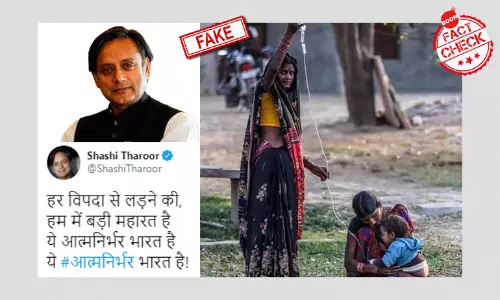 FAKE
BOOM
FACT
CHECK
Shashi Tharoor
@ShashiTharoor
हर विपदा से लड़ने की,
हम में बड़ी महारत है
ये आत्मनिर्भर भारत है
ये #आत्मनिर्भर भारत है!